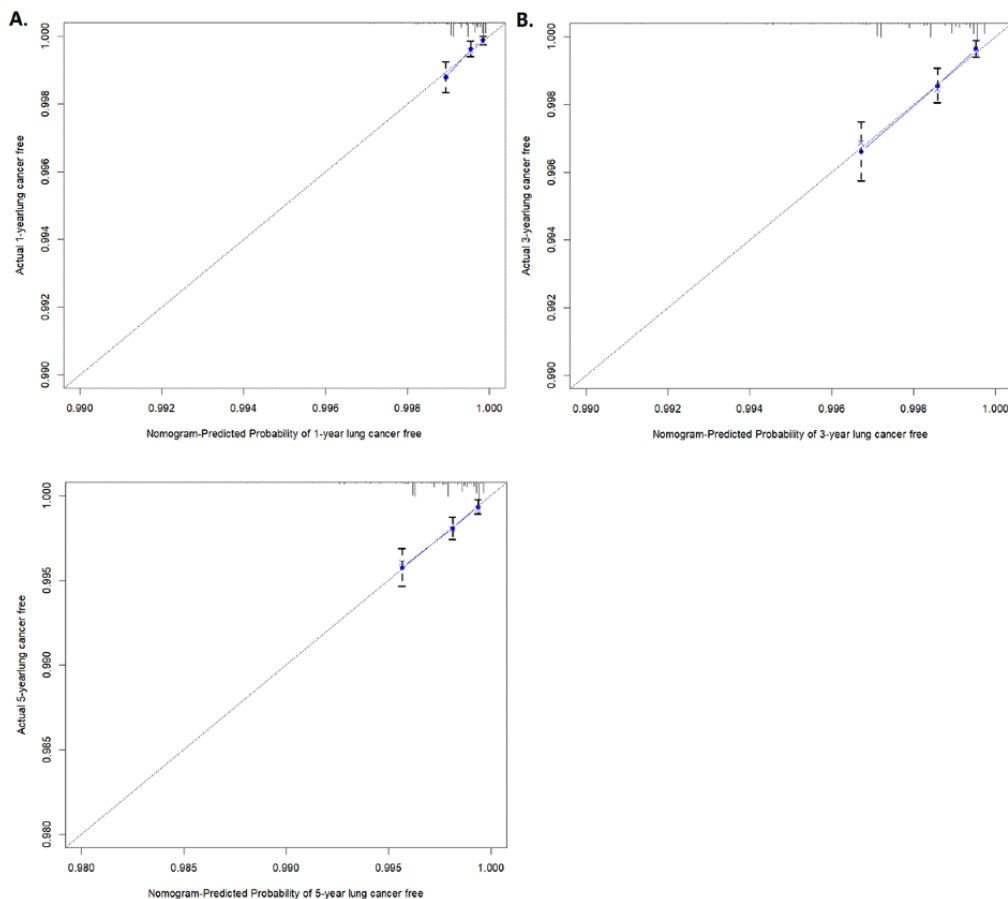 A.
1.000
0.998
0.996
0.994
0.992
0.990
Actual 1-yearlung cancer free
0.990 0.992 0.994 0.996 0.998 1.000
Nomogram-Predicted Probability of 1-year lung cancer free
B.
1.000
0.998
0.996
0.994
0.992
0.990
Actual 3-yearlung cancer free
0.990 0.992 0.994 0.996 0.998 1.000
Nomogram-Predicted Probability of 3-year lung cancer free
1.000
0.995
0.990
0.985
0.980
Actual 5-yearlung cancer free
0.980 0.985 0.990 0.995 1.000
Nomogram-Predicted Probability of 5-year lung cancer free